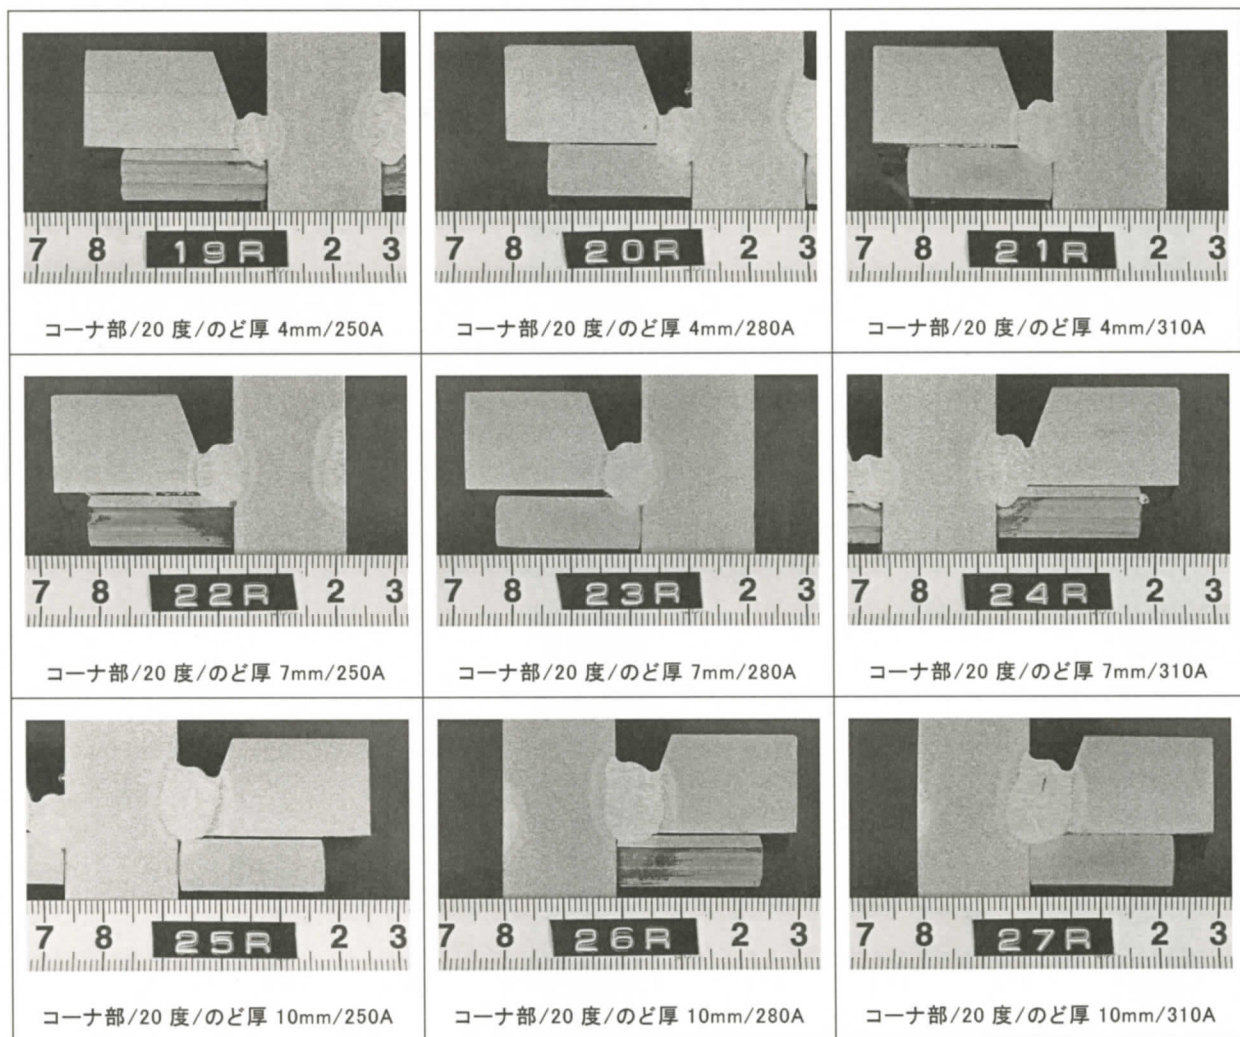 7 8 19R 2 3
コーナ部/20 度/のど厚 4mm/250A
7 8 20R 2 3
コーナ部/20 度/のど厚 4mm/280A
7 8 21R 2 3
コーナ部/20 度/のど厚 4mm/310A
7 8 22R 2 3
コーナ部/20 度/のど厚 7mm/250A
7 8 23R 2 3
コーナ部/20 度/のど厚 7mm/280A
7 8 24R 2 3
コーナ部/20 度/のど厚 7mm/310A
7 8 25R 2 3
コーナ部/20 度/のど厚 10mm/250A
7 8 26R 2 3
コーナ部/20 度/のど厚 10mm/280A
7 8 27R 2 3
コーナ部/20 度/のど厚 10mm/310A